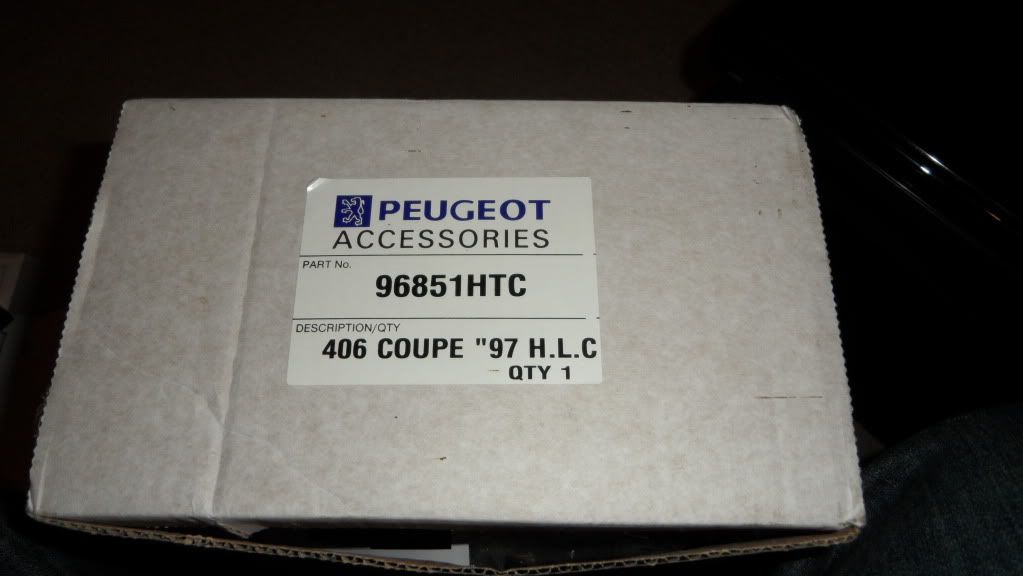 PEUGEOT
ACCESSORIES
PART No.
96851HTC
DESCRIPTION/QTY
406 COUPE "97 H.L.C
QTY 1